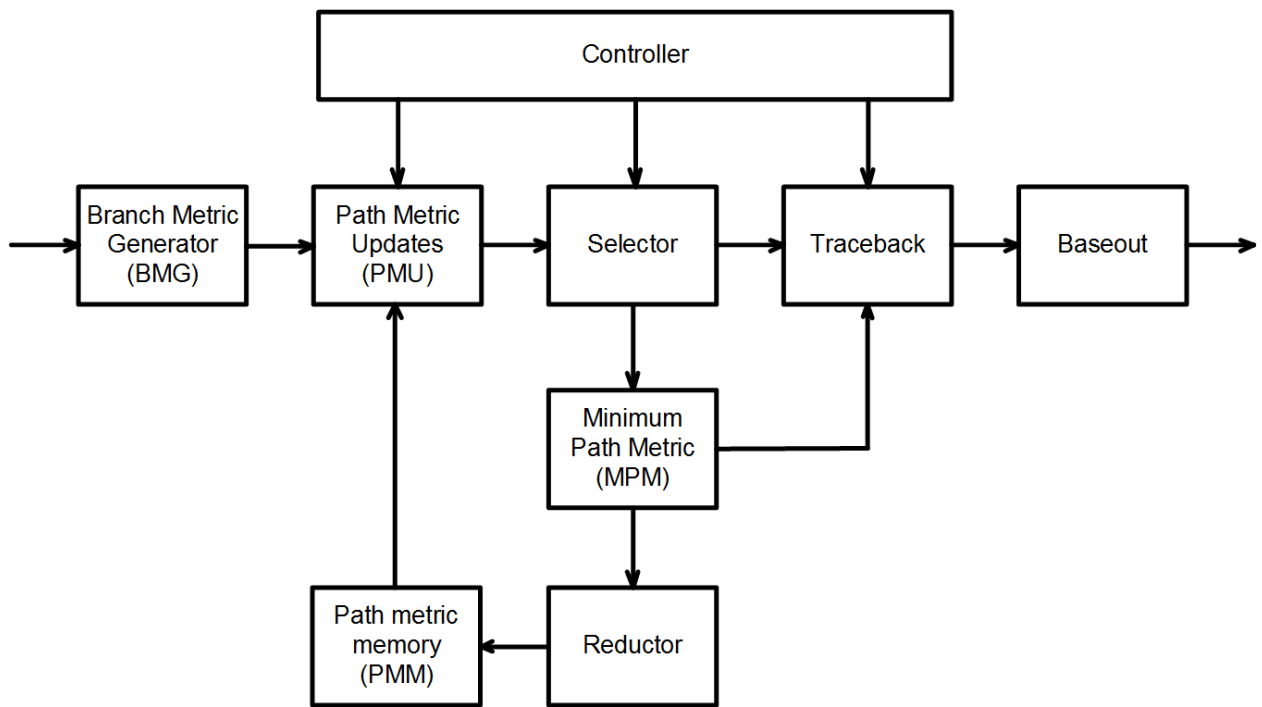 Controller
Branch Metric
Generator
(BMG)
Path Metric
Updates
(PMU)
Selector
Traceback
Baseout
Minimum
Path Metric
(MPM)
Path metric
memory
(PMM)
Reductor